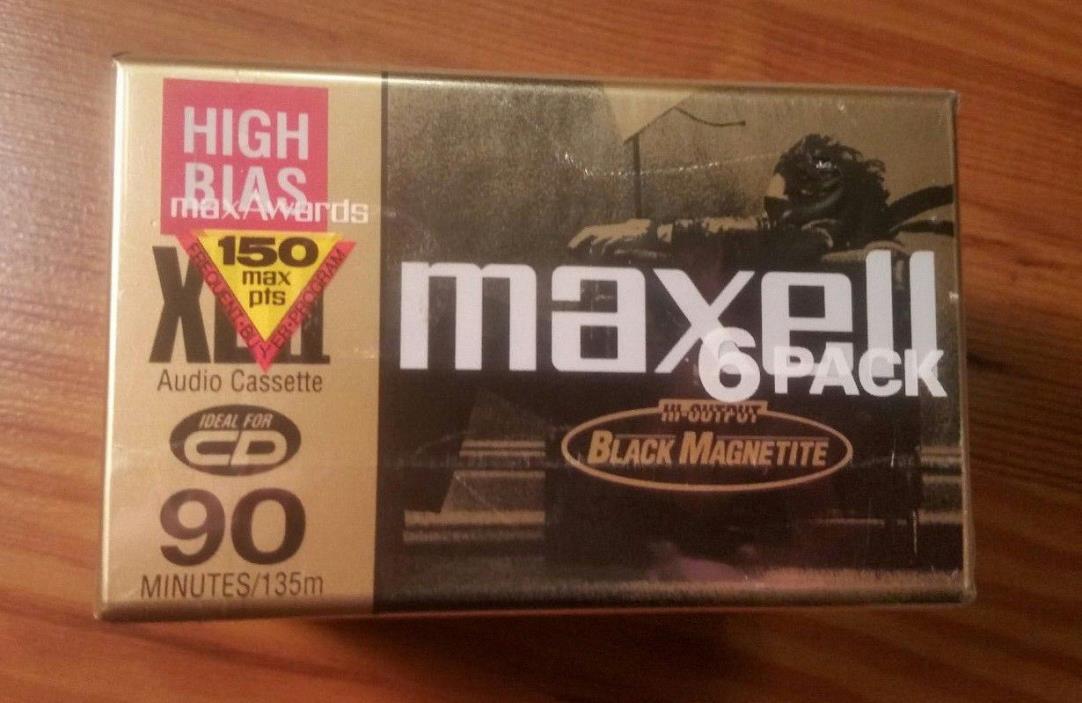 HIGH
BIAS
maxAwards
150
max
pts
FREQUENT•BUYER•PROGRAM
XLII
Audio Cassette
IDEAL FOR
CD
90
MINUTES/135m
maxell
6 PACK
HI-OUTPUT
BLACK MAGNETITE